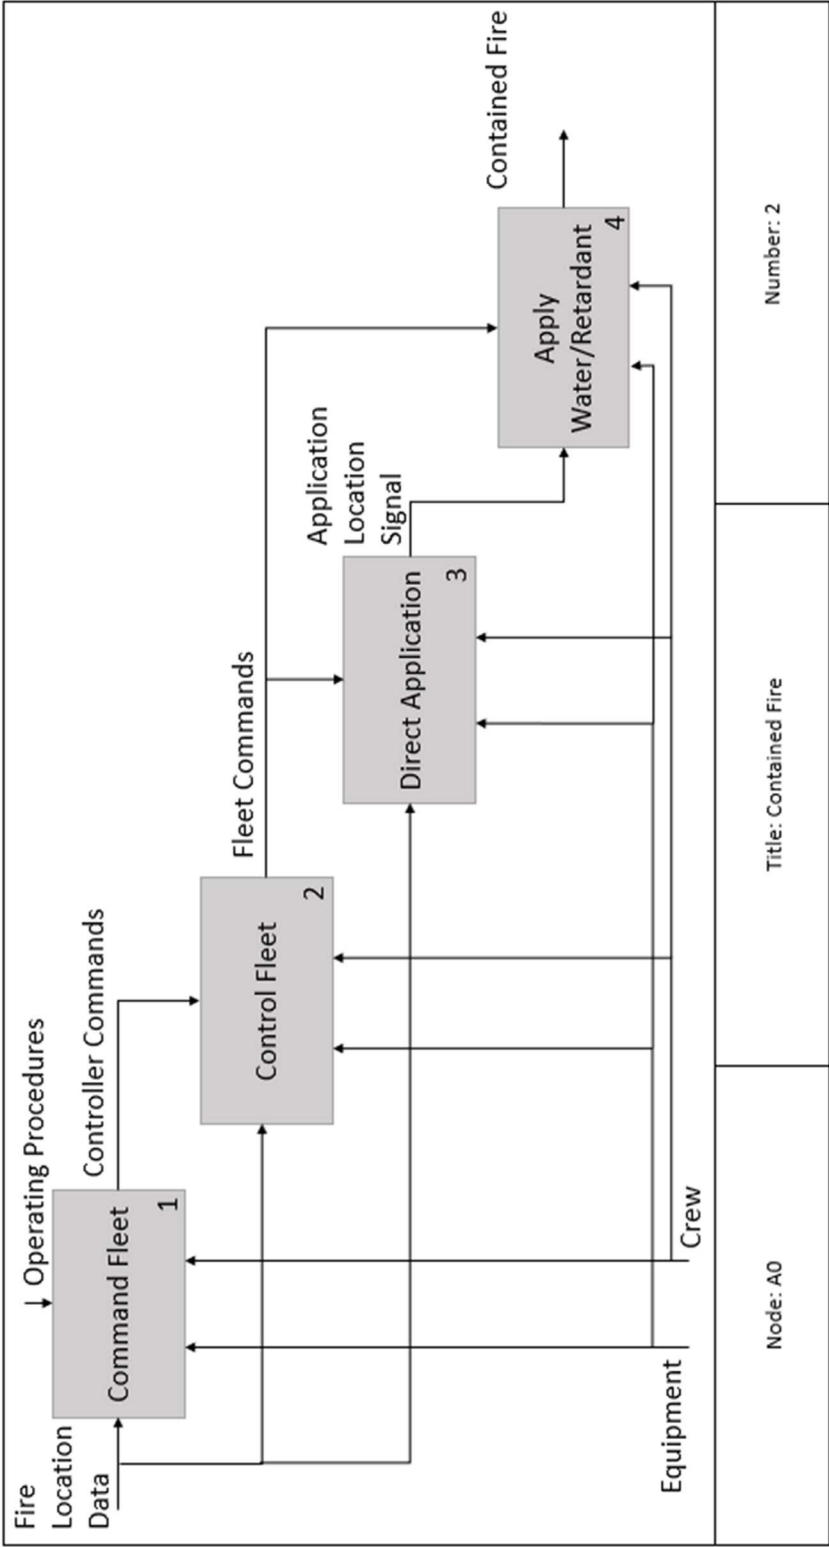 Fire
Location
Data
Operating Procedures
Command Fleet
1
Controller Commands
Control Fleet
2
Fleet Commands
Direct Application
3
Application
Location
Signal
Apply
Water/Retardant
4
Contained Fire
Equipment
Crew
Node: A0
Title: Contained Fire
Number: 2